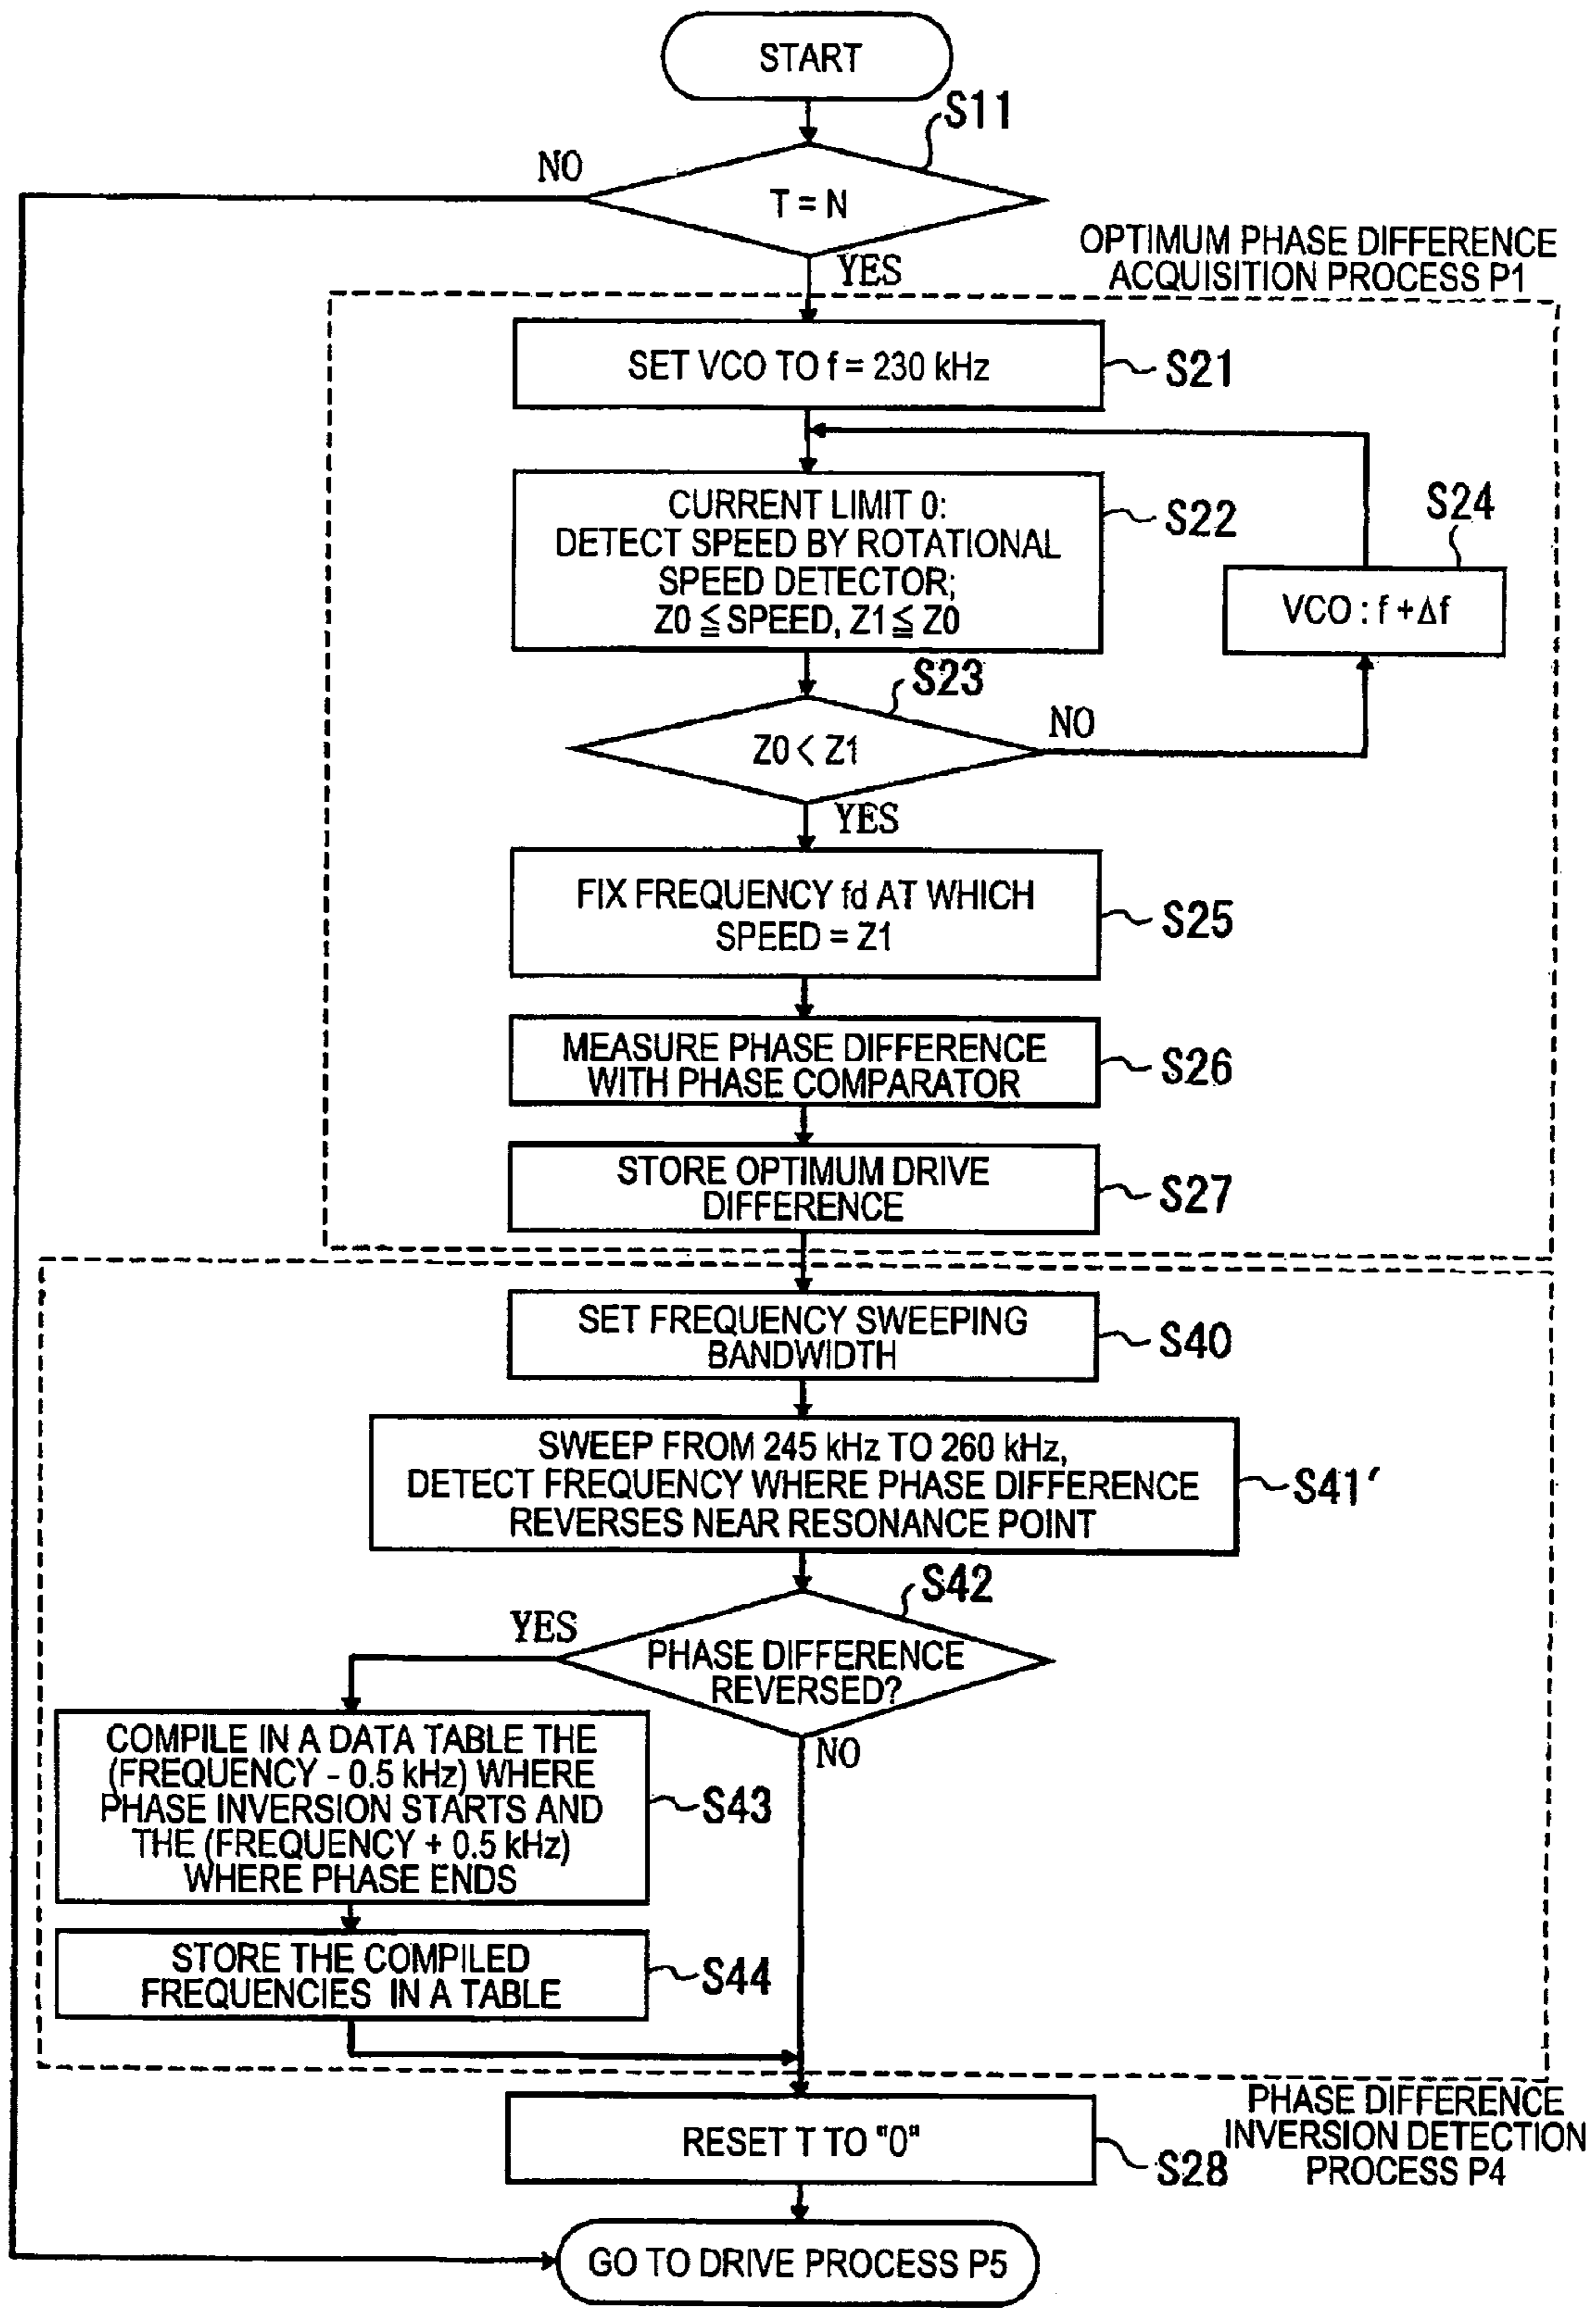 START
S11
NO
T = N
YES
OPTIMUM PHASE DIFFERENCE
ACQUISITION PROCESS P1
SET VCO TO f = 230 kHz
S21
CURRENT LIMIT 0:
DETECT SPEED BY ROTATIONAL
SPEED DETECTOR;
Z0 ≦ SPEED, Z1 ≦ Z0
S22
S24
VCO : f + Δf
S23
Z0 < Z1
NO
YES
FIX FREQUENCY fd AT WHICH
SPEED = Z1
S25
MEASURE PHASE DIFFERENCE
WITH PHASE COMPARATOR
S26
STORE OPTIMUM DRIVE
DIFFERENCE
S27
SET FREQUENCY SWEEPING
BANDWIDTH
S40
SWEEP FROM 245 kHz TO 260 kHz,
DETECT FREQUENCY WHERE PHASE DIFFERENCE
REVERSES NEAR RESONANCE POINT
S41′
S42
YES
PHASE DIFFERENCE
REVERSED?
NO
COMPILE IN A DATA TABLE THE
(FREQUENCY - 0.5 kHz) WHERE
PHASE INVERSION STARTS AND
THE (FREQUENCY + 0.5 kHz)
WHERE PHASE ENDS
S43
STORE THE COMPILED
FREQUENCIES IN A TABLE
S44
RESET T TO "0"
S28
PHASE DIFFERENCE
INVERSION DETECTION
PROCESS P4
GO TO DRIVE PROCESS P5